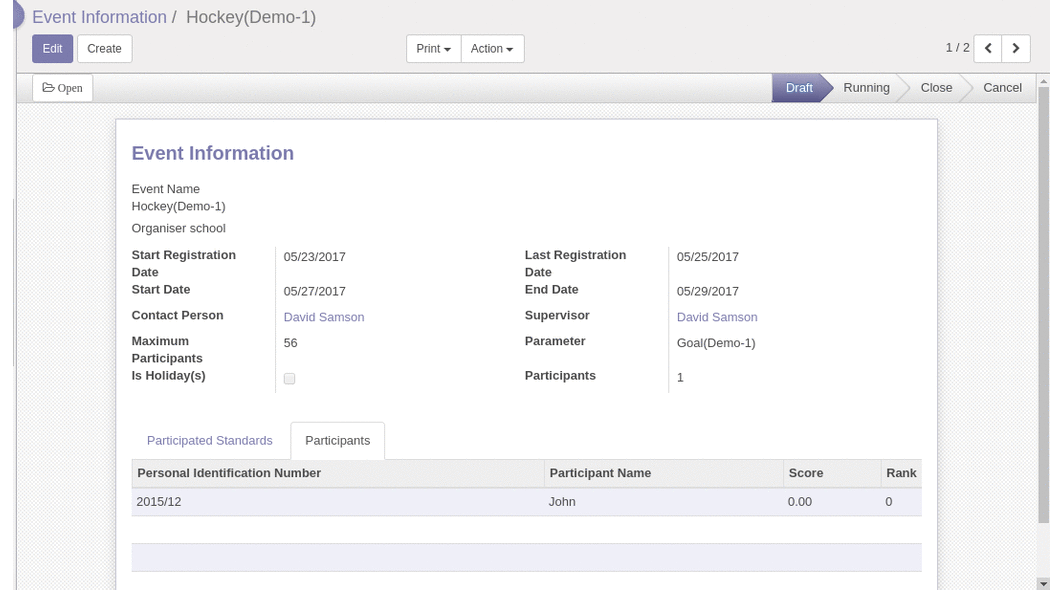 Event Information / Hockey(Demo-1)
Edit Create Print Action 1 / 2
Open Draft Running Close Cancel
Event Information
Event Name
Hockey(Demo-1)
Organiser school
Start Registration Date 05/23/2017 Last Registration Date 05/25/2017
Start Date 05/27/2017 End Date 05/29/2017
Contact Person David Samson Supervisor David Samson
Maximum Participants 56 Parameter Goal(Demo-1)
Is Holiday(s) Participants 1
Participated Standards Participants
Personal Identification Number Participant Name Score Rank
2015/12 John 0.00 0